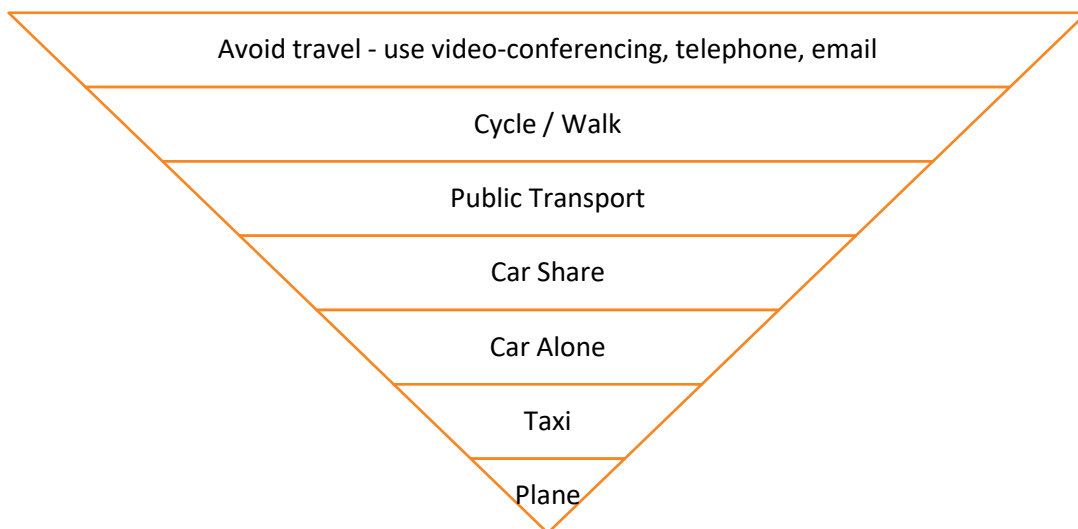 Avoid travel - use video-conferencing, telephone, email
Cycle / Walk
Public Transport
Car Share
Car Alone
Taxi
Plane